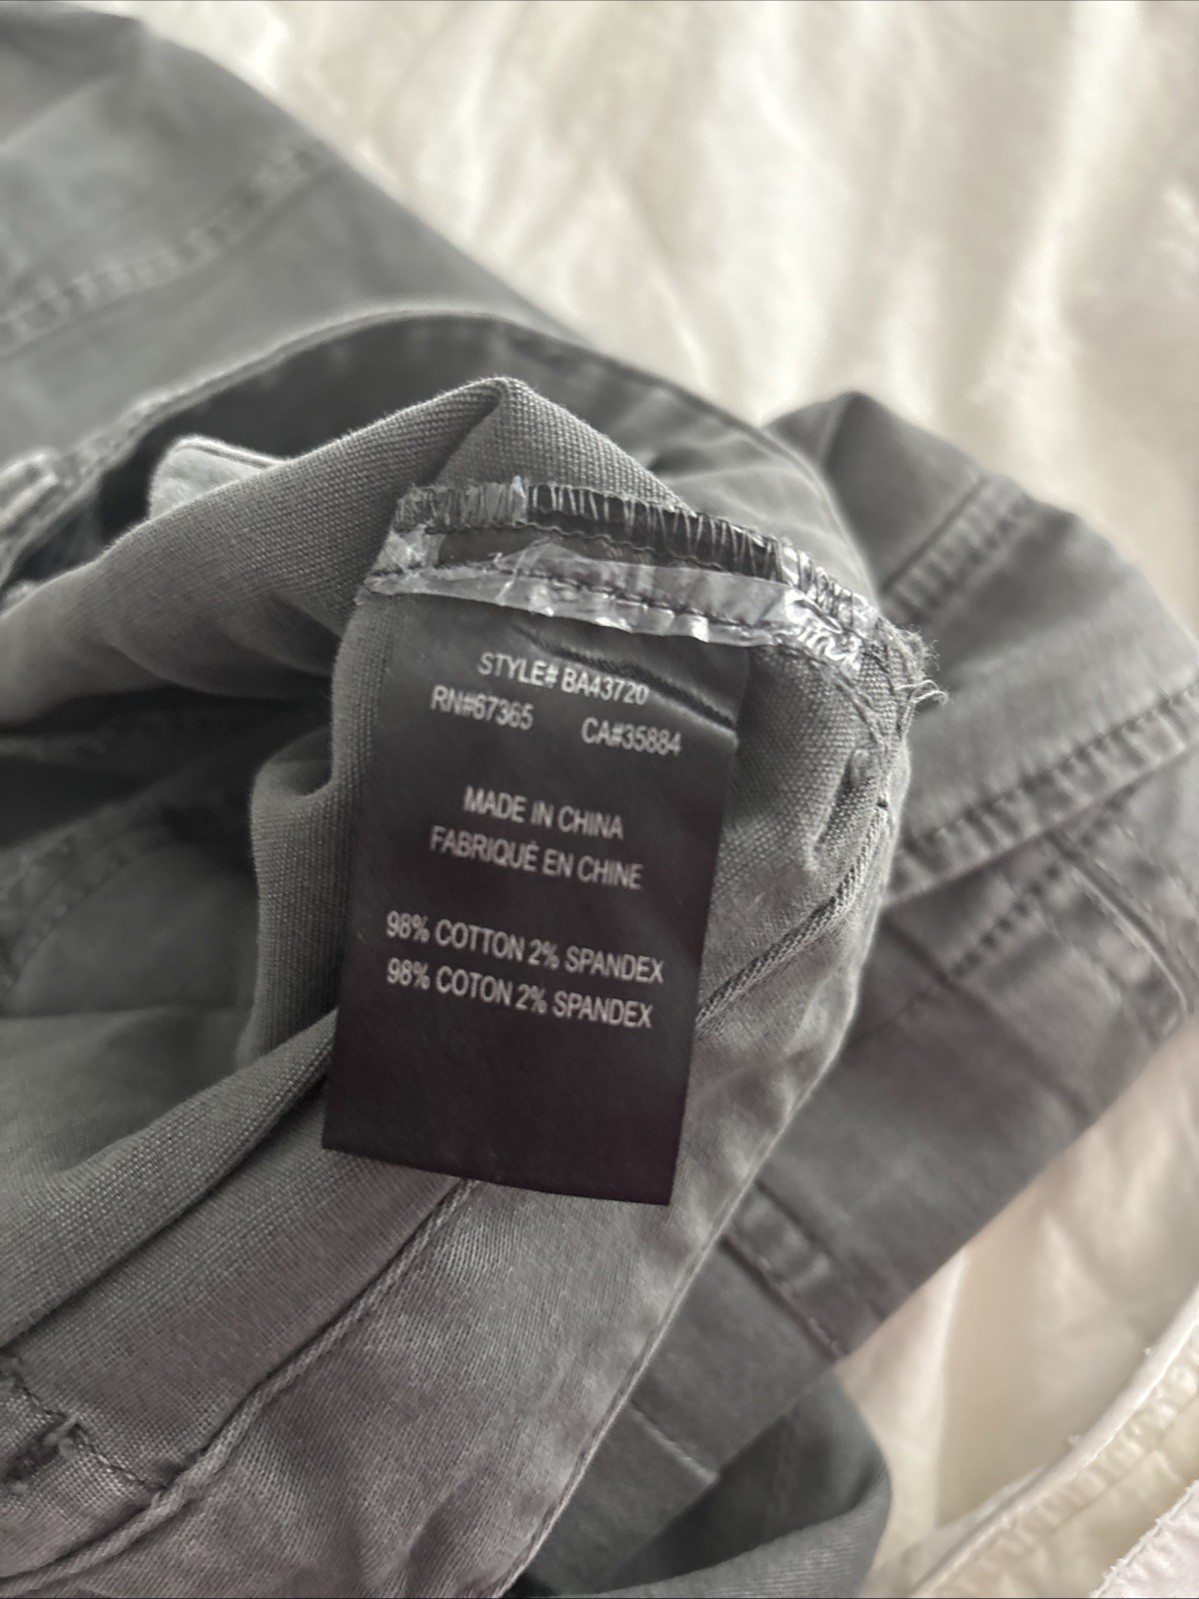 STYLE# BA43720
RN#67365 CA#35884
MADE IN CHINA
FABRIQUÉ EN CHINE
98% COTTON 2% SPANDEX
98% COTON 2% SPANDEX